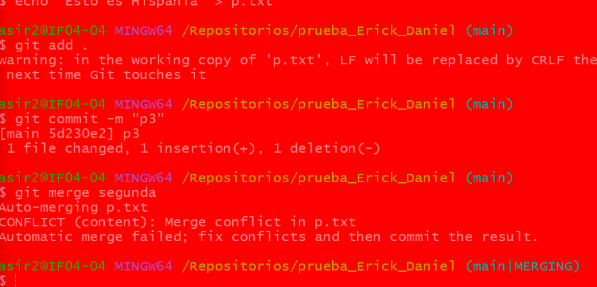 $ echo "Esto es Hispania" > p.txt
asir2@IF04-04 MINGW64 /Repositorios/prueba_Erick_Daniel (main)
$ git add .
warning: in the working copy of 'p.txt', LF will be replaced by CRLF the
next time Git touches it
asir2@IF04-04 MINGW64 /Repositorios/prueba_Erick_Daniel (main)
$ git commit -m "p3"
[main 5d230e2] p3
1 file changed, 1 insertion(+), 1 deletion(-)
asir2@IF04-04 MINGW64 /Repositorios/prueba_Erick_Daniel (main)
$ git merge segunda
Auto-merging p.txt
CONFLICT (content): Merge conflict in p.txt
Automatic merge failed; fix conflicts and then commit the result.
asir2@IF04-04 MINGW64 /Repositorios/prueba_Erick_Daniel (main|MERGING)
$